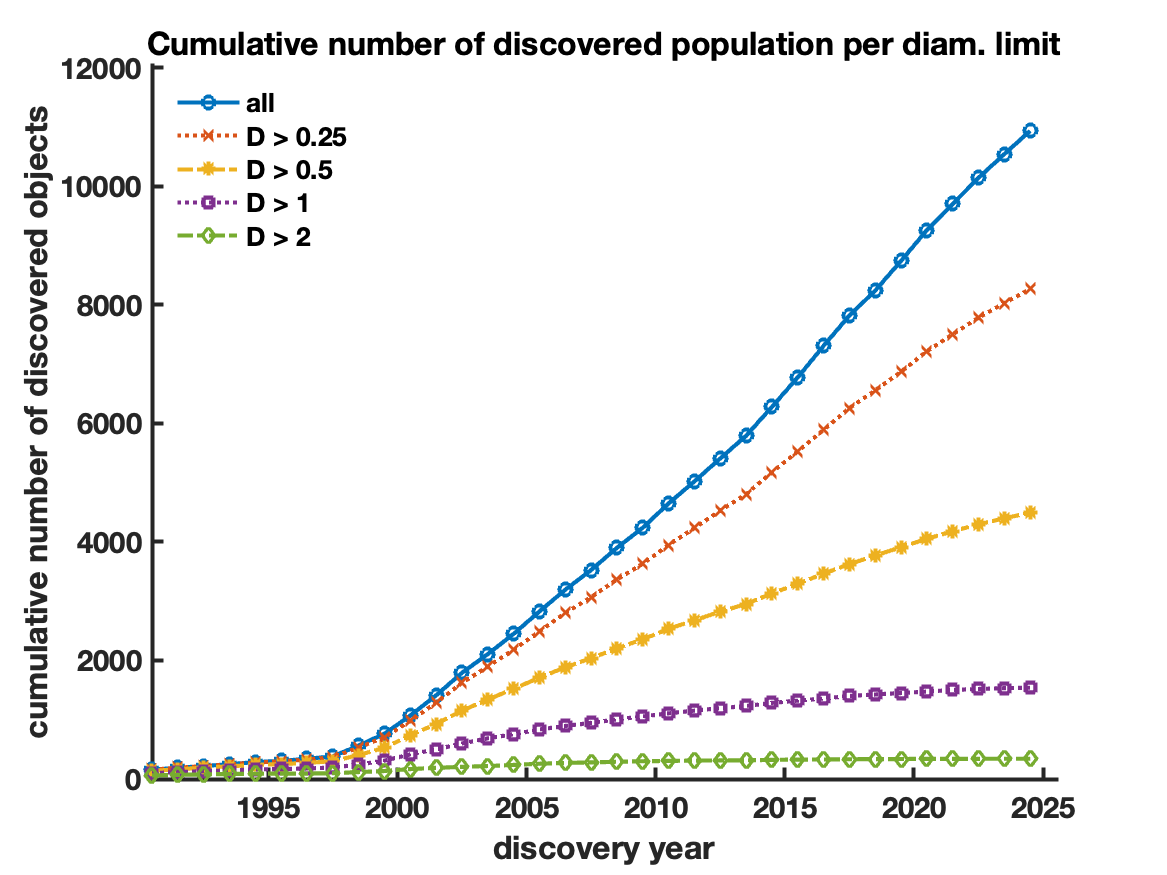 Cumulative number of discovered population per diam. limit
12000
10000
8000
6000
4000
2000
0
cumulative number of discovered objects
all
D > 0.25
D > 0.5
D > 1
D > 2
1995 2000 2005 2010 2015 2020 2025
discovery year